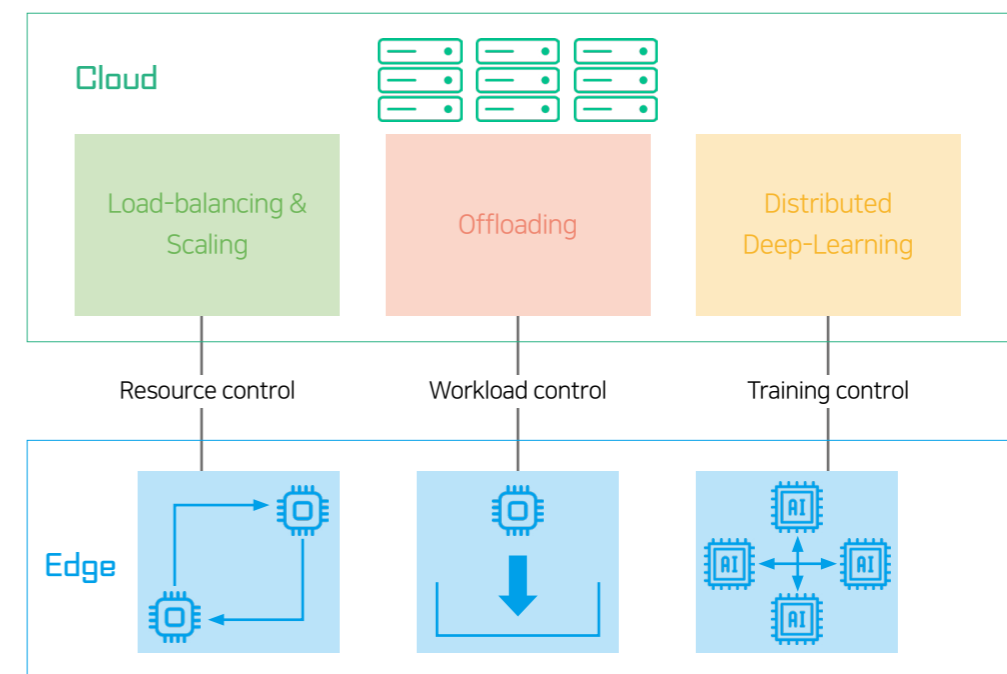 Cloud
Load-balancing &
Scaling
Offloading
Distributed
Deep-Learning
Resource control
Workload control
Training control
Edge
AI
AI
AI
AI